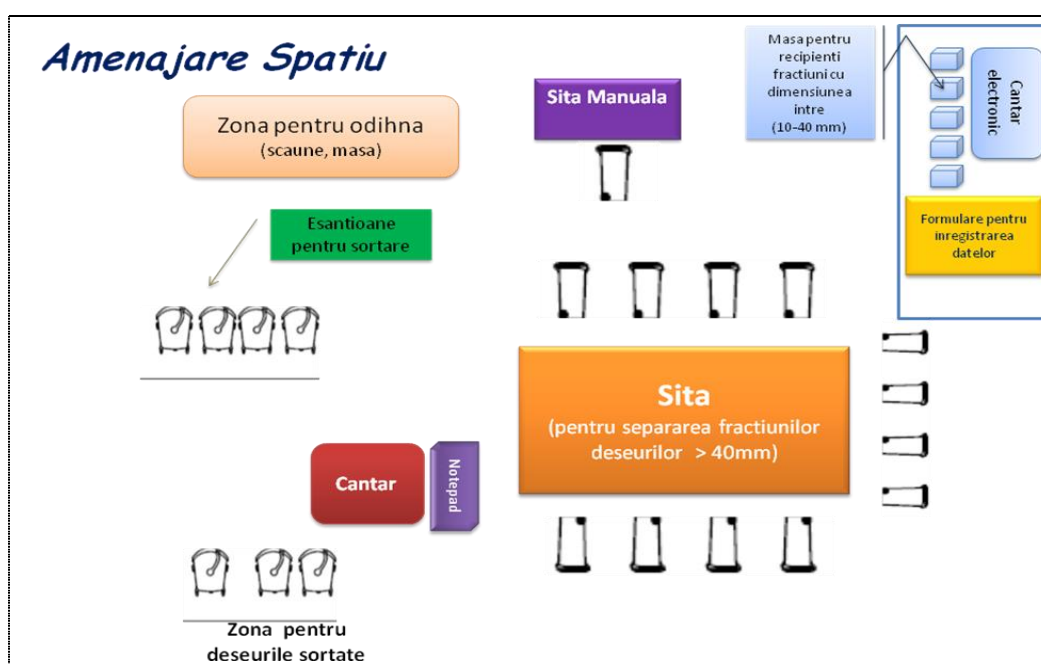 Amenajare Spatiu
Zona pentru odihna
(scaune, masa)
Esantioane
pentru sortare
Sita Manuala
Masa pentru
recipienti
fractiuni cu
dimensiunea
intre
(10-40 mm)
Cantar
electronic
Formulare pentru
inregistrarea
datelor
Sita
(pentru separarea fractiunilor
deseurilor > 40mm)
Cantar
Notepad
Zona pentru
deseurile sortate